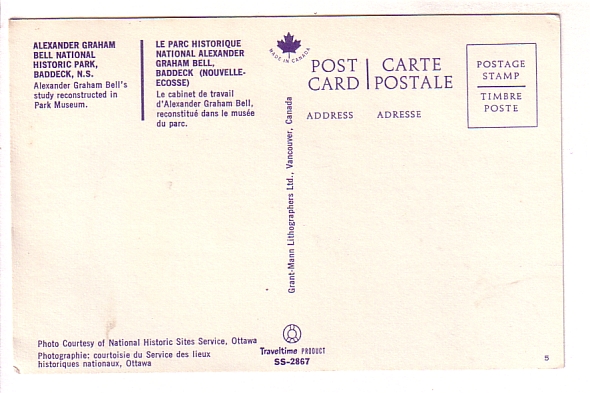 ALEXANDER GRAHAM
BELL NATIONAL
HISTORIC PARK,
BADDECK, N.S.
Alexander Graham Bell's
study reconstructed in
Park Museum.
LE PARC HISTORIQUE
NATIONAL ALEXANDER
GRAHAM BELL,
BADDECK (NOUVELLE-
ECOSSE)
Le cabinet de travail
d'Alexander Graham Bell,
reconstitué dans le musée
du parc.
MADE IN CANADA
POST
CARD
CARTE
POSTALE
ADDRESS ADRESSE
POSTAGE
STAMP
TIMBRE
POSTE
Grant-Mann Lithographers Ltd., Vancouver, Canada
Photo Courtesy of National Historic Sites Service, Ottawa
Photographie; courtoisie du Service des lieux
historiques nationaux, Ottawa
Traveltime PRODUCT
SS-2867
5